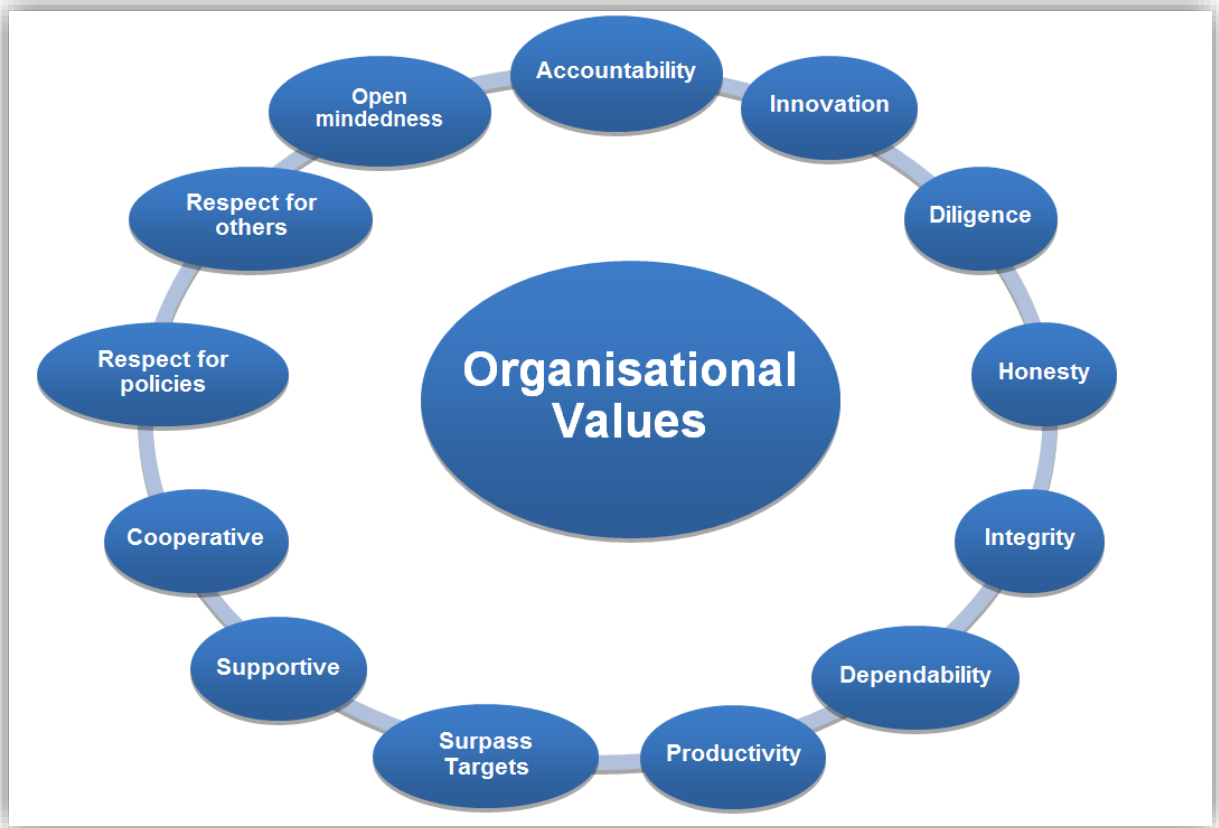 Accountability
Innovation
Diligence
Honesty
Integrity
Dependability
Productivity
Surpass
Targets
Supportive
Cooperative
Respect for
policies
Respect for
others
Open
mindedness
Organisational
Values